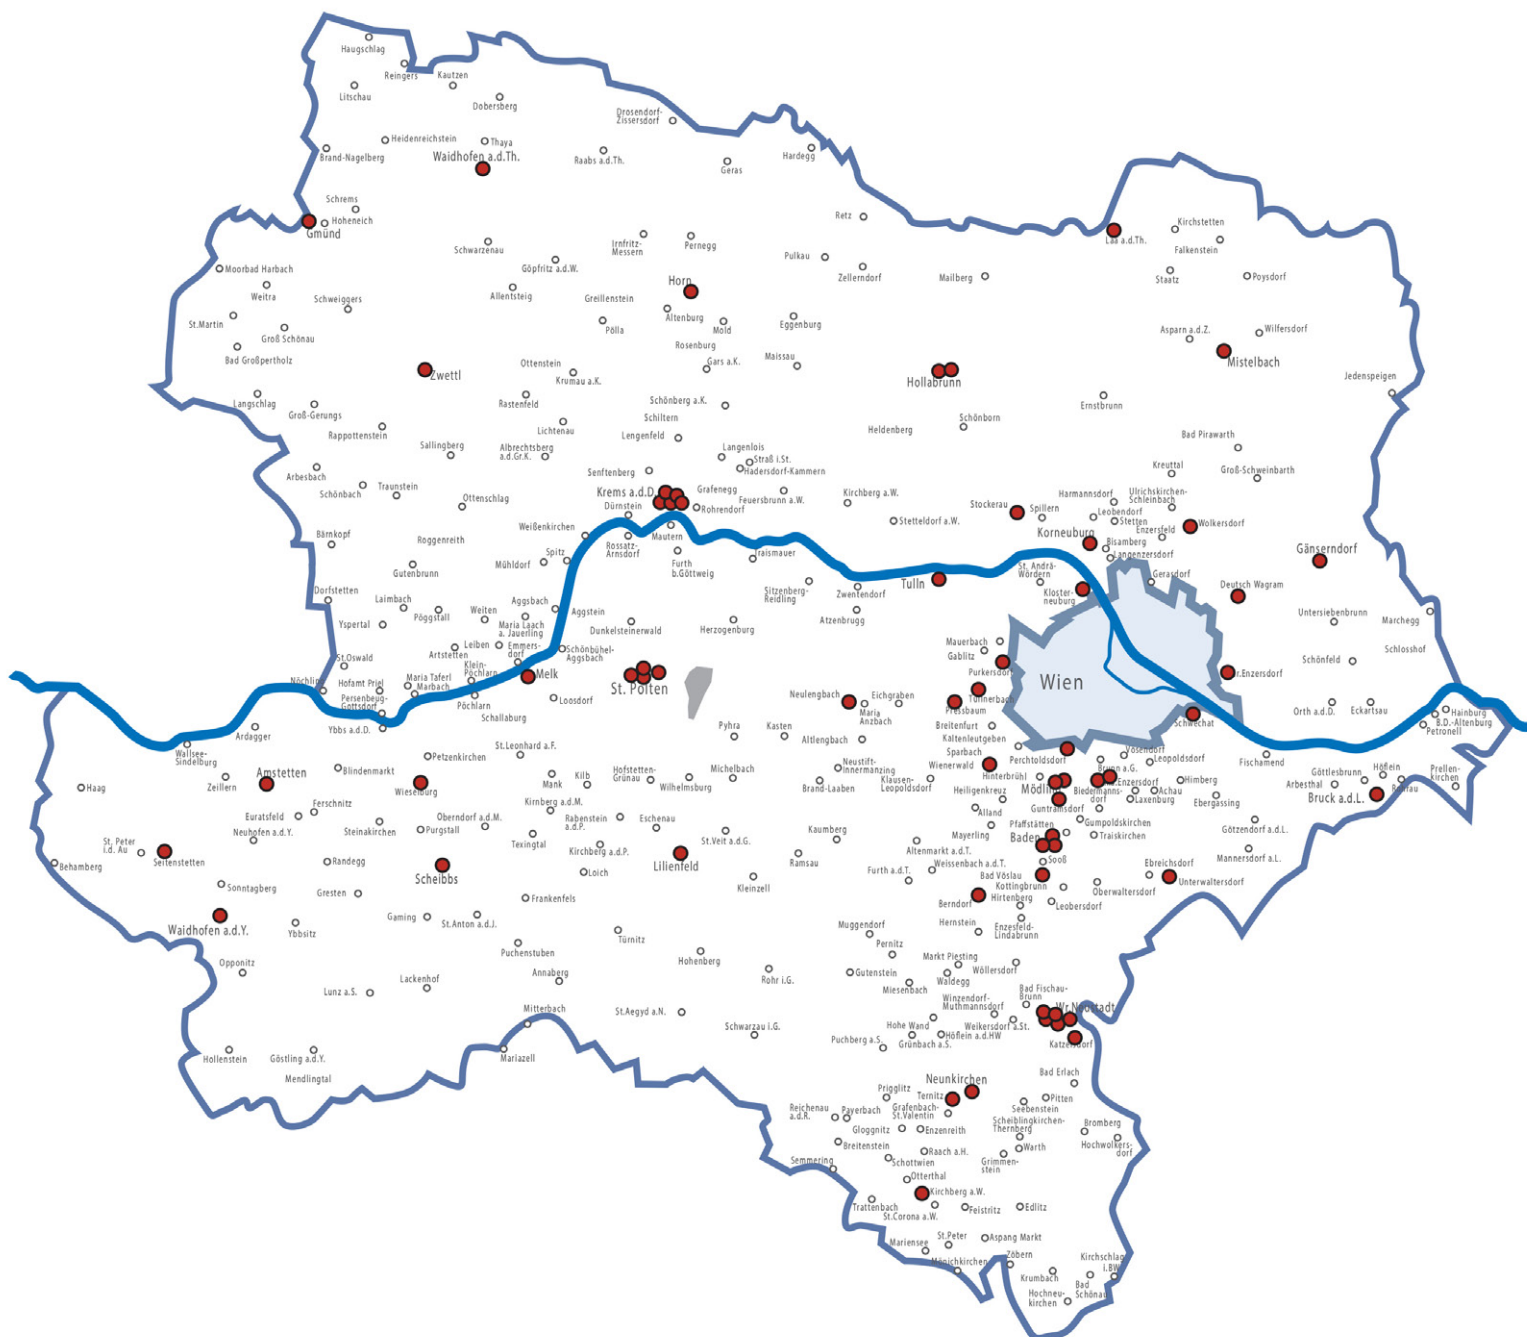 Haugschlag
Reingers
Kautzen
Litschau
Dobersberg
Drosendorf-
Zissersdorf
Heidenreichstein
Thaya
Brand-Nagelberg
Waidhofen a.d.Th.
Raabs a.d.Th.
Geras
Hardegg
Schrems
Hoheneich
Gmünd
Retz
Kirchstetten
Laa a.d.Th.
Falkenstein
Schwarzenau
Irnfritz-
Messern
Pernegg
Pulkau
Zellerndorf
Mailberg
Staatz
Poysdorf
Moorbad Harbach
Göpfritz a.d.W.
Weitra
Allentsteig
Horn
Greillenstein
Schweiggers
St.Martin
Groß Schönau
Pölla
Altenburg
Mold
Eggenburg
Asparn a.d.Z.
Wilfersdorf
Rosenburg
Bad Großpertholz
Zwettl
Ottenstein
Krumau a.K.
Gars a.K.
Maissau
Hollabrunn
Mistelbach
Jedenspeigen
Langschlag
Groß-Gerungs
Rastenfeld
Schönberg a.K.
Ernstbrunn
Rappottenstein
Lichtenau
Schiltern
Lengenfeld
Heldenberg
Schönborn
Bad Pirawarth
Sallingberg
Albrechtsberg
a.d.Gr.K.
Langenlois
Straß i.St.
Hadersdorf-Kammern
Kreuttal
Groß-Schweinbarth
Arbesbach
Schönbach
Traunstein
Ottenschlag
Senftenberg
Krems a.d.D.
Grafenegg
Feuersbrunn a.W.
Rohrendorf
Kirchberg a.W.
Stetteldorf a.W.
Stockerau
Spillern
Harmannsdorf
Leobendorf
Stetten
Ulrichskirchen-
Schleinbach
Enzersfeld
Wolkersdorf
Dürnstein
Weißenkirchen
Bärnkopf
Roggenreith
Gutenbrunn
Mühldorf
Spitz
Rossatz-
Arnsdorf
Mautern
Furth
b.Göttweig
Traismauer
Korneuburg
Bisamberg
Langenzersdorf
Gänserndorf
Sitzenberg-
Reidling
Zwentendorf
Tulln
St. Andrä-
Wördern
Kloster-
neuburg
Gerasdorf
Deutsch Wagram
Dorfstetten
Laimbach
Pöggstall
Weiten
Aggsbach
Aggstein
Maria Laach
a. Jauerling
Dunkelsteinerwald
Herzogenburg
Atzenbrugg
Untersiebenbrunn
Marchegg
Yspertal
Artstetten
Leiben
Emmers-
dorf
Schönbühel-
Aggsbach
Mauerbach
Gablitz
Purkersdorf
Schlosshof
Schönfeld
St.Oswald
Klein-
Pöchlarn
Melk
St. Pölten
Wien
Gr.Enzersdorf
Nöchling
Hofamt Priel
Maria Taferl
Marbach
Persenbeug-
Gottsdorf
Pöchlarn
Loosdorf
Neulengbach
Eichgraben
Maria
Anzbach
Tullnerbach
Pressbaum
Orth a.d.D.
Eckartsau
Hainburg
B.D.-Altenburg
Petronell
Ybbs a.d.D.
Schallaburg
Pyhra
Kasten
Altlengbach
Breitenfurt
Kaltenleutgeben
Schwechat
Ardagger
Wallsee-
Sindelburg
Petzenkirchen
St.Leonhard a.F.
Sparbach
Wienerwald
Perchtoldsdorf
Vösendorf
Leopoldsdorf
Fischamend
Amstetten
Zeillern
Blindenmarkt
Wieselburg
Mank
Kilb
Hofstetten-
Grünau
Wilhelmsburg
Michelbach
Neustift-
Innermanzing
Brand-Laaben
Klausen-
Leopoldsdorf
Hinterbrühl
Brunn a.G.
Mödling
Biedermanns-
dorf
Enzersdorf
Achau
Laxenburg
Himberg
Ebergassing
Arbesthal
Göttlesbrunn
Höflein
Rohrau
Prellen-
kirchen
Bruck a.d.L.
Haag
Euratsfeld
Ferschnitz
Neuhofen a.d.Y.
Steinakirchen
Purgstall
Oberndorf a.d.M.
Kirnberg a.d.M.
Texingtal
Rabenstein
a.d.P.
Kirchberg a.d.P.
Eschenau
St.Veit a.d.G.
Kaumberg
Heiligenkreuz
Alland
Mayerling
Guntramsdorf
Gumpoldskirchen
Pfaffstätten
Traiskirchen
Götzendorf a.d.L.
Mannersdorf a.L.
St. Peter
i.d. Au
Seitenstetten
Behamberg
Randegg
Scheibbs
Loich
Lilienfeld
Kleinzell
Ramsau
Altenmarkt a.d.T.
Weissenbach a.d.T.
Furth a.d.T.
Baden
Sooß
Bad Vöslau
Kottingbrunn
Ebreichsdorf
Unterwaltersdorf
Oberwaltersdorf
Sonntagberg
Gresten
Frankenfels
Berndorf
Hirtenberg
Leobersdorf
Waidhofen a.d.Y.
Ybbsitz
Gaming
St.Anton a.d.J.
Puchenstuben
Türnitz
Hohenberg
Muggendorf
Pernitz
Hernstein
Enzesfeld-
Lindabrunn
Opponitz
Lackenhof
Lunz a.S.
Annaberg
Rohr i.G.
Gutenstein
Miesenbach
Markt Piesting
Waldegg
Wöllersdorf
Bad Fischau-
Brunn
Winzendorf-
Muthmannsdorf
Wr.Neustadt
Mitterbach
St.Aegyd a.N.
Schwarzau i.G.
Hohe Wand
Weikersdorf a.St.
Höflein a.d.HW
Grünbach a.S.
Puchberg a.S.
Katzelsdorf
Hollenstein
Göstling a.d.Y.
Mendlingtal
Mariazell
Neunkirchen
Bad Erlach
Ternitz
Prigglitz
Grafenbach-
St.Valentin
Pitten
Seebenstein
Reichenau
a.d.R.
Payerbach
Gloggnitz
Enzenreith
Scheiblingkirchen-
Thernberg
Bromberg
Hochwolkers-
dorf
Breitenstein
Raach a.H.
Warth
Semmering
Schottwien
Grimmen-
stein
Otterthal
Kirchberg a.W.
Trattenbach
St.Corona a.W.
Feistritz
Edlitz
St.Peter
Aspang Markt
Mariensee
Mönichkirchen
Zöbern
Krumbach
Kirchschlag
i.BW
Bad
Schönau
Hochneu-
kirchen